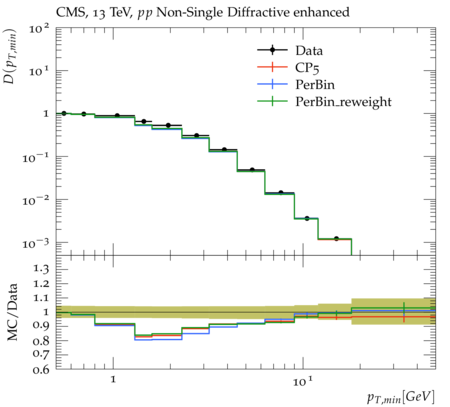 CMS, 13 TeV, pp Non-Single Diffractive enhanced
D(p_T,min)
10^2
10^1
1
10^−1
10^−2
10^−3
Data
CP5
PerBin
PerBin_reweight
MC/Data
1.3
1.2
1.1
1
0.9
0.8
0.7
0.6
1
10^1
p_T,min[GeV]